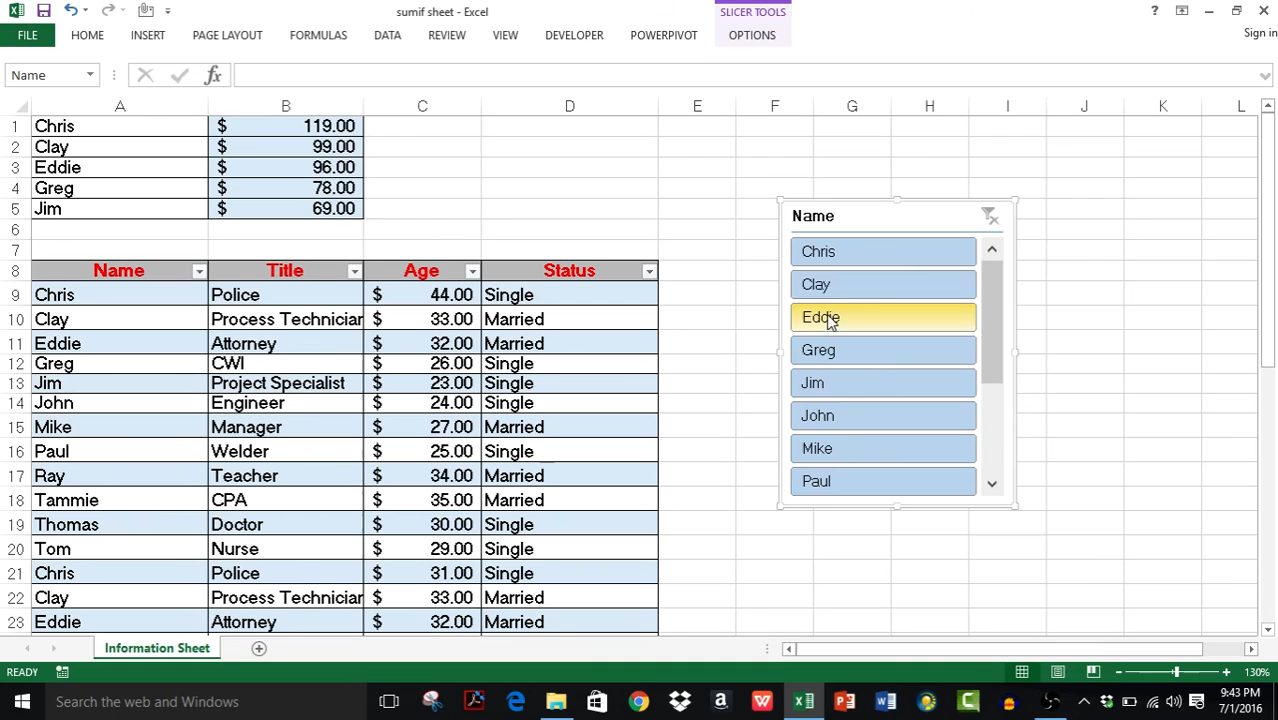 sumif sheet - Excel
SLICER TOOLS
?
FILE HOME INSERT PAGE LAYOUT FORMULAS DATA REVIEW VIEW DEVELOPER POWERPIVOT OPTIONS Sign in
Name fx
A B C D E F G H I J K L
1 Chris $ 119.00
2 Clay $ 99.00
3 Eddie $ 96.00
4 Greg $ 78.00
5 Jim $ 69.00
6
7
8 Name Title Age Status
9 Chris Police $ 44.00 Single
10 Clay Process Technician $ 33.00 Married
11 Eddie Attorney $ 32.00 Married
12 Greg CWI $ 26.00 Single
13 Jim Project Specialist $ 23.00 Single
14 John Engineer $ 24.00 Single
15 Mike Manager $ 27.00 Married
16 Paul Welder $ 25.00 Single
17 Ray Teacher $ 34.00 Married
18 Tammie CPA $ 35.00 Married
19 Thomas Doctor $ 30.00 Single
20 Tom Nurse $ 29.00 Single
21 Chris Police $ 31.00 Single
22 Clay Process Technician $ 33.00 Married
23 Eddie Attorney $ 32.00 Married
Name
Chris
Clay
Eddie
Greg
Jim
John
Mike
Paul
Information Sheet
READY 130%
Search the web and Windows
9:43 PM
7/1/2016